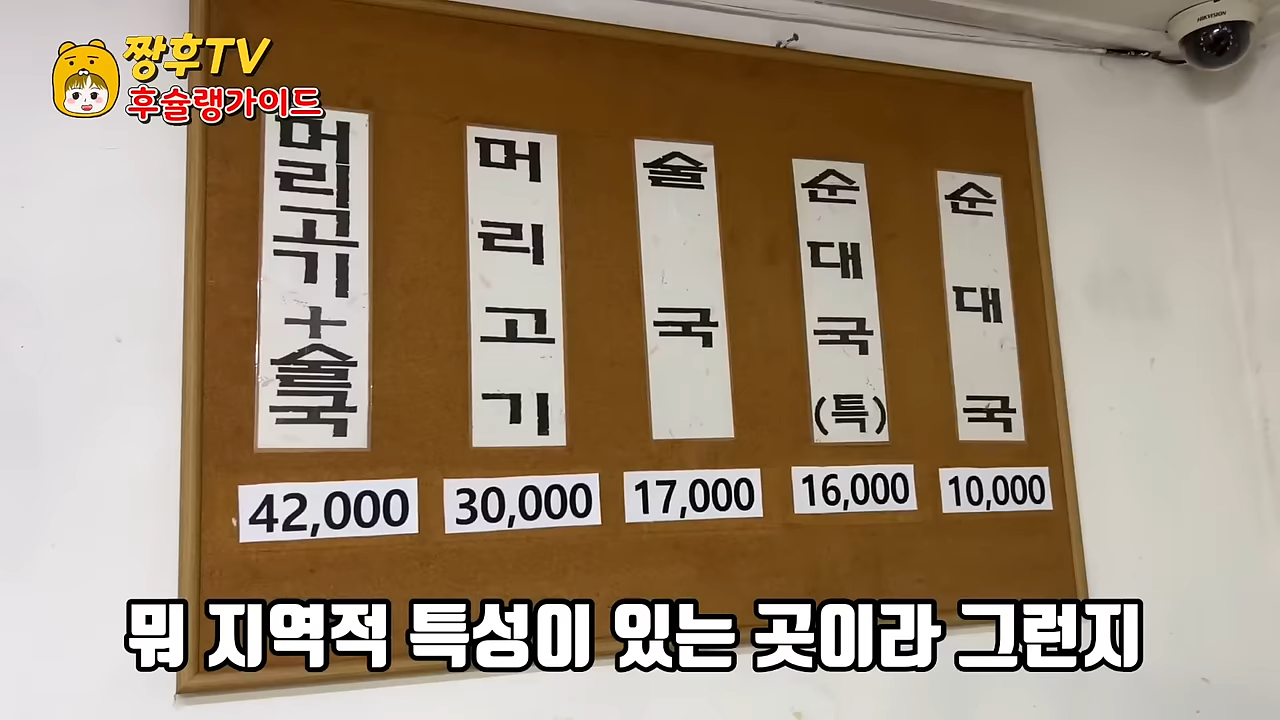 짱후TV
후슐랭가이드
HIKVISION
머리고기+술국
머리고기
술국
순대국(특)
순대국
42,000
30,000
17,000
16,000
10,000
뭐 지역적 특성이 있는 곳이라 그런지